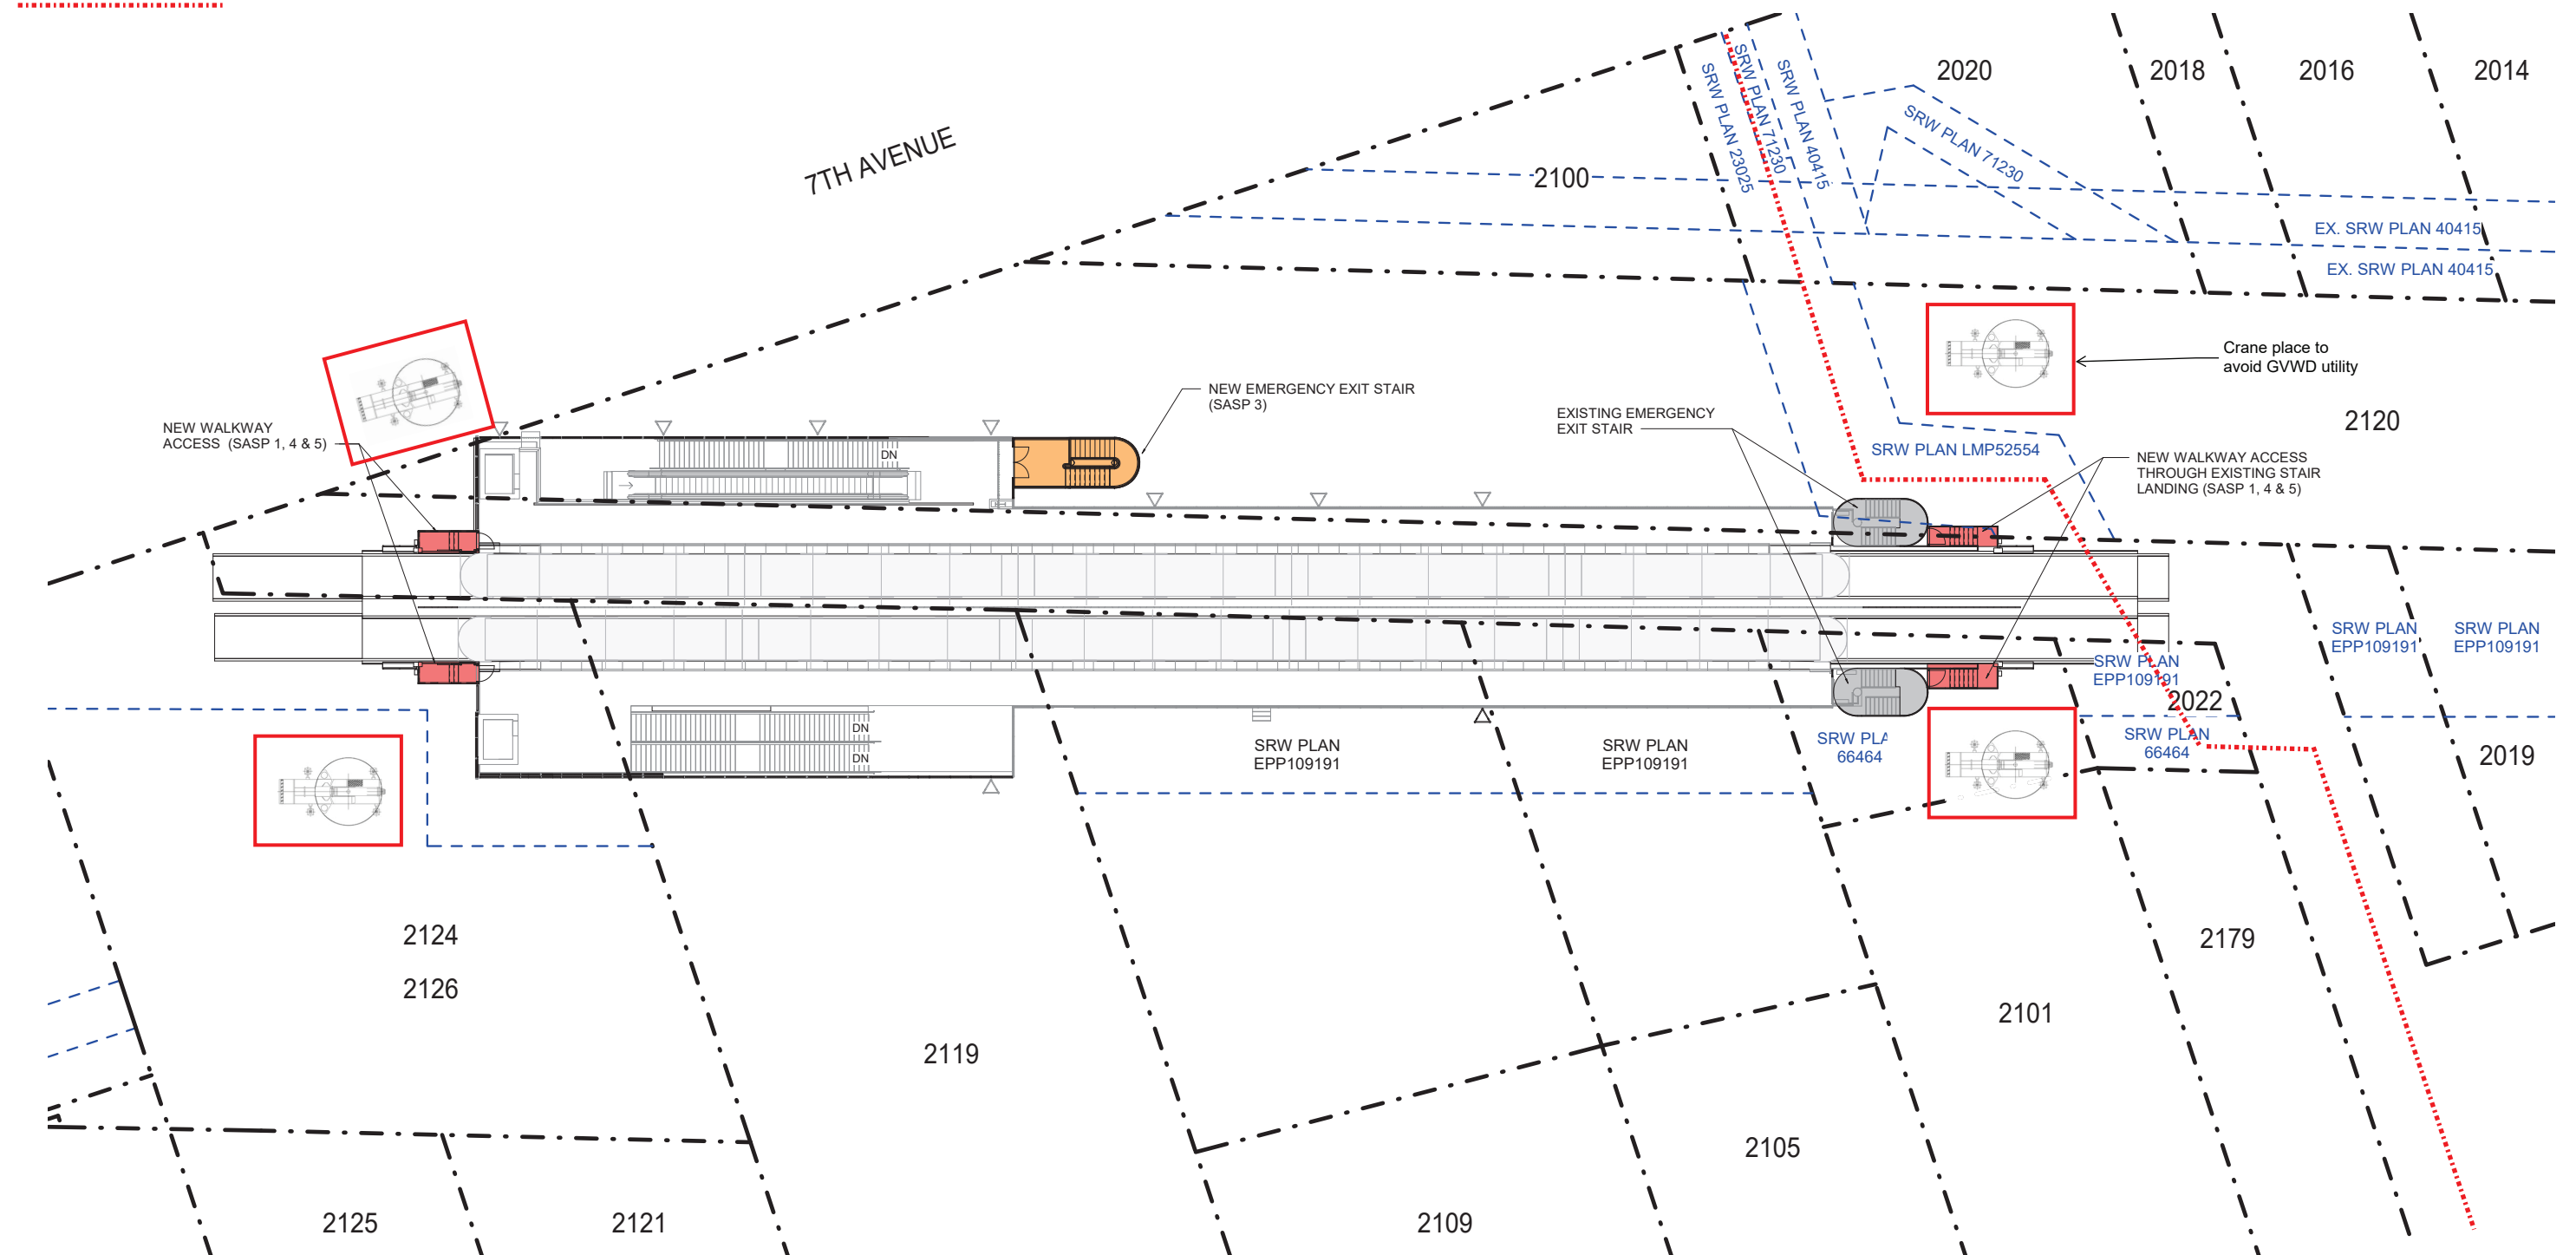 2020
2018
2016
2014
7TH AVENUE
SRW PLAN 23025
SRW PLAN 71230
SRW PLAN 40415
SRW PLAN 71230
2100
EX. SRW PLAN 40415
EX. SRW PLAN 40415
Crane place to
avoid GVWD utility
NEW EMERGENCY EXIT STAIR
(SASP 3)
EXISTING EMERGENCY
EXIT STAIR
2120
NEW WALKWAY
ACCESS (SASP 1, 4 & 5)
DN
SRW PLAN LMP52554
NEW WALKWAY ACCESS
THROUGH EXISTING STAIR
LANDING (SASP 1, 4 & 5)
SRW PLAN
EPP109191
SRW PLAN
EPP109191
SRW PLAN
EPP109191
2022
DN
DN
SRW PLAN
EPP109191
SRW PLAN
EPP109191
SRW PLA
66464
SRW PLAN
66464
2019
2124
2126
2179
2101
2119
2105
2125
2121
2109